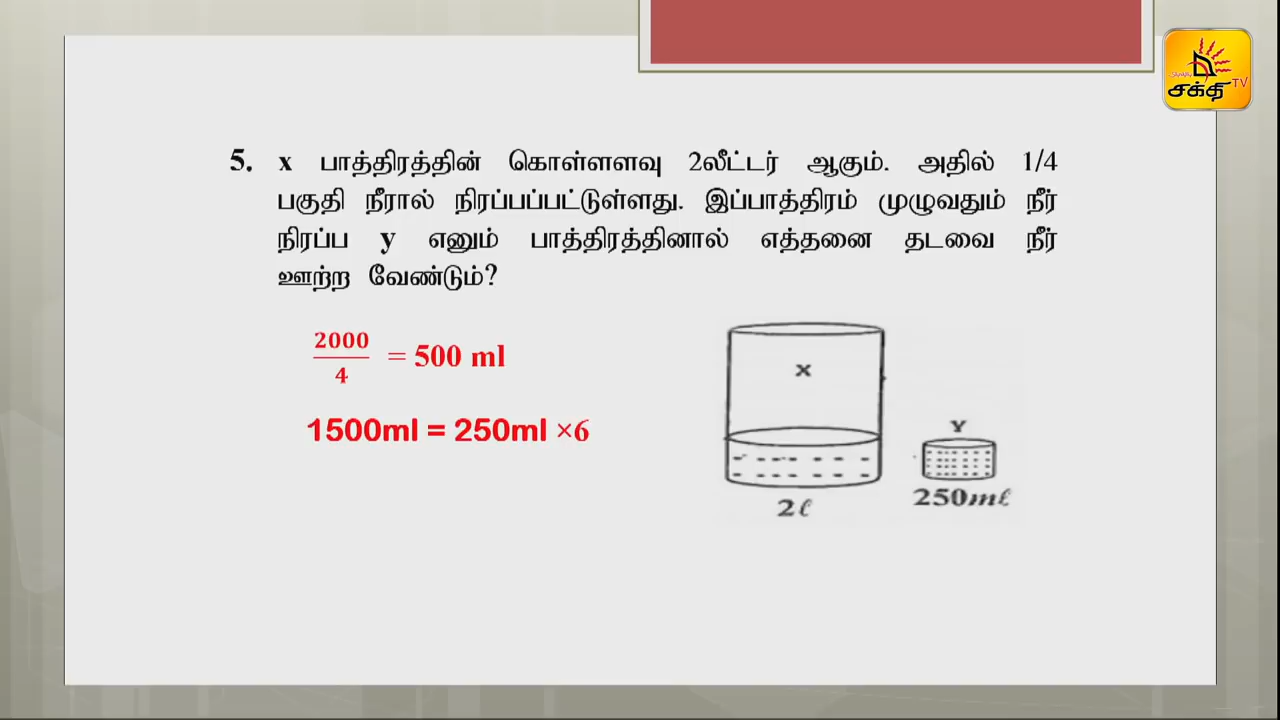 சக்தி TV
5. x பாத்திரத்தின் கொள்ளளவு 2லீட்டர் ஆகும். அதில் 1/4
பகுதி நீரால் நிரப்பப்பட்டுள்ளது. இப்பாத்திரம் முழுவதும் நீர்
நிரப்ப y எனும் பாத்திரத்தினால் எத்தனை தடவை நீர்
ஊற்ற வேண்டும்?
2000/4 = 500 ml
1500ml = 250ml ×6
x
Y
250mℓ
2ℓ